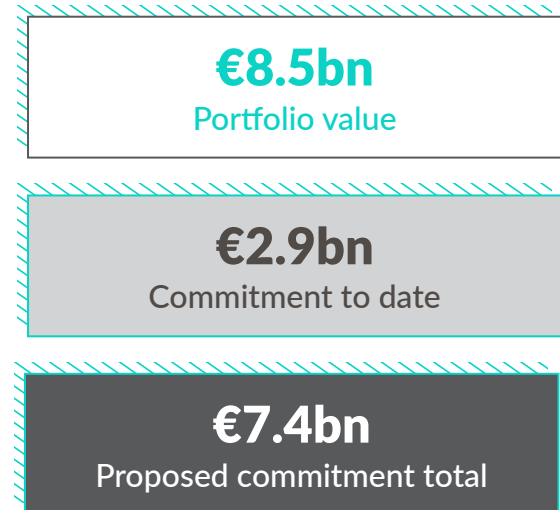 €8.5bn
Portfolio value
€2.9bn
Commitment to date
€7.4bn
Proposed commitment total